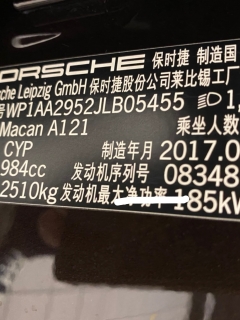 PORSCHE 保时捷 制造国
che Leipzig GmbH 保时捷股份公司莱比锡工厂
号WP1AA2952JLB05455 1
Macan A121 乘坐人数
CYP 制造年月 2017.0
984cc 发动机序列号 08348
2510kg 发动机最大净功率 185kW